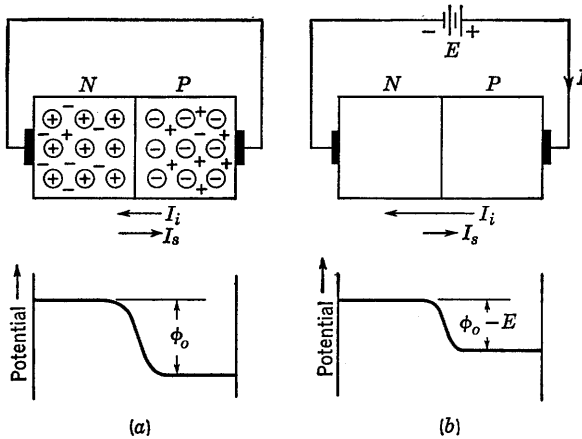 − +
E
N P
N P
I
I_i
I_s
I_i
I_s
Potential
ϕ_o
Potential
ϕ_o − E
(a)
(b)